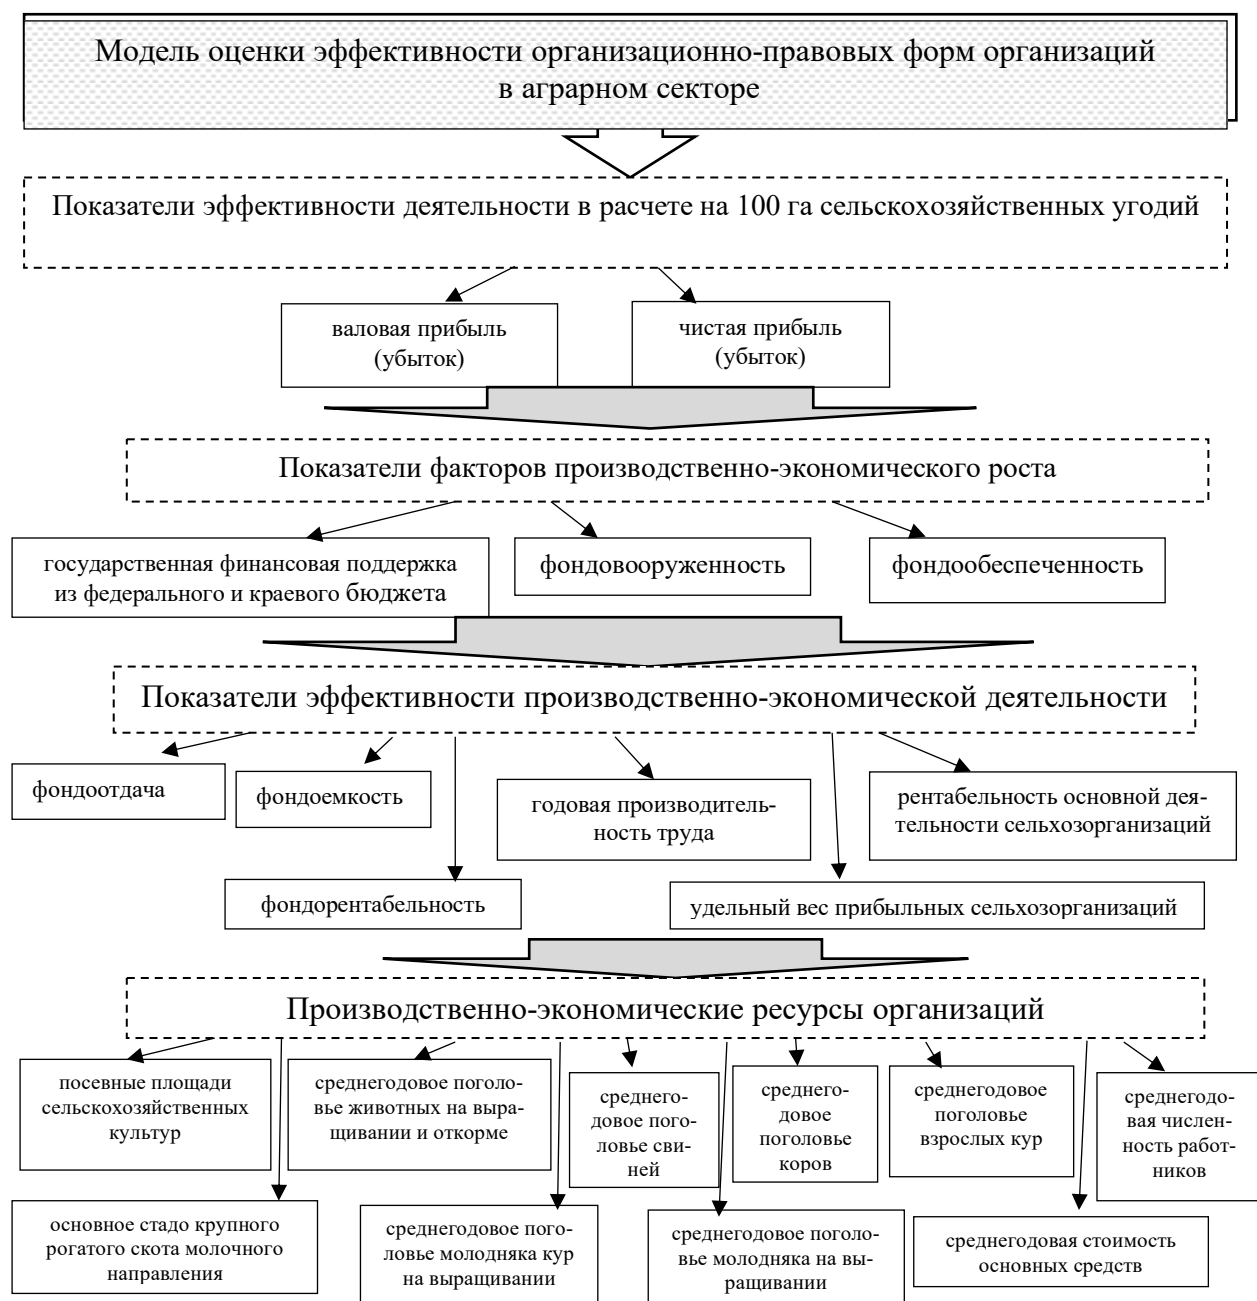 Модель оценки эффективности организационно-правовых форм организаций
в аграрном секторе
Показатели эффективности деятельности в расчете на 100 га сельскохозяйственных угодий
валовая прибыль
(убыток)
чистая прибыль
(убыток)
Показатели факторов производственно-экономического роста
государственная финансовая поддержка
из федерального и краевого бюджета
фондовооруженность
фондообеспеченность
Показатели эффективности производственно-экономической деятельности
фондоотдача
фондоемкость
годовая производитель-
ность труда
рентабельность основной дея-
тельности сельхозорганизаций
фондорентабельность
удельный вес прибыльных сельхозорганизаций
Производственно-экономические ресурсы организаций
посевные площади
сельскохозяйственных
культур
среднегодовое поголо-
вье животных на выра-
щивании и откорме
среднего-
довое пого-
ловье сви-
ней
среднего-
довое
поголовье
коров
среднегодовое
поголовье
взрослых кур
среднегодо-
вая числен-
ность работ-
ников
основное стадо крупного
рогатого скота молочного
направления
среднегодовое пого-
ловье молодняка кур
на выращивании
среднегодовое поголо-
вье молодняка на вы-
ращивании
среднегодовая стоимость
основных средств